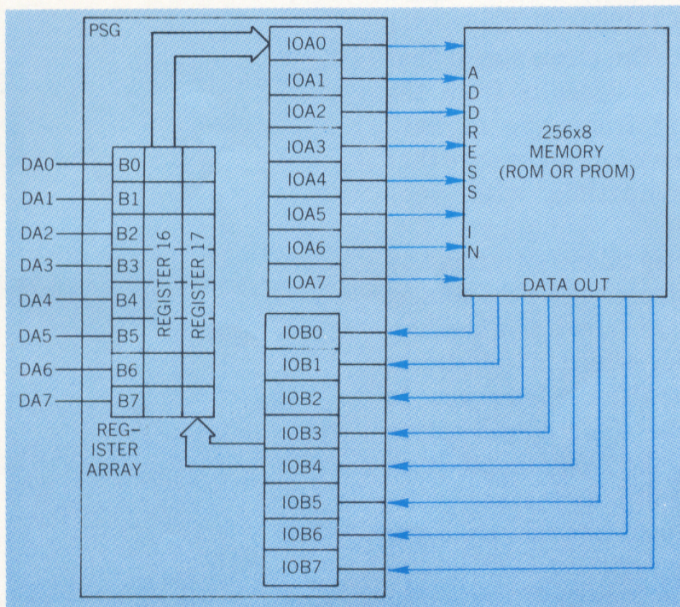 PSG
IOA0
IOA1
IOA2
IOA3
IOA4
IOA5
IOA6
IOA7
ADDRESS IN
256x8
MEMORY
(ROM OR PROM)
DATA OUT
DA0
DA1
DA2
DA3
DA4
DA5
DA6
DA7
B0
B1
B2
B3
B4
B5
B6
B7
REGISTER 16
REGISTER 17
REG-
ISTER
ARRAY
IOB0
IOB1
IOB2
IOB3
IOB4
IOB5
IOB6
IOB7